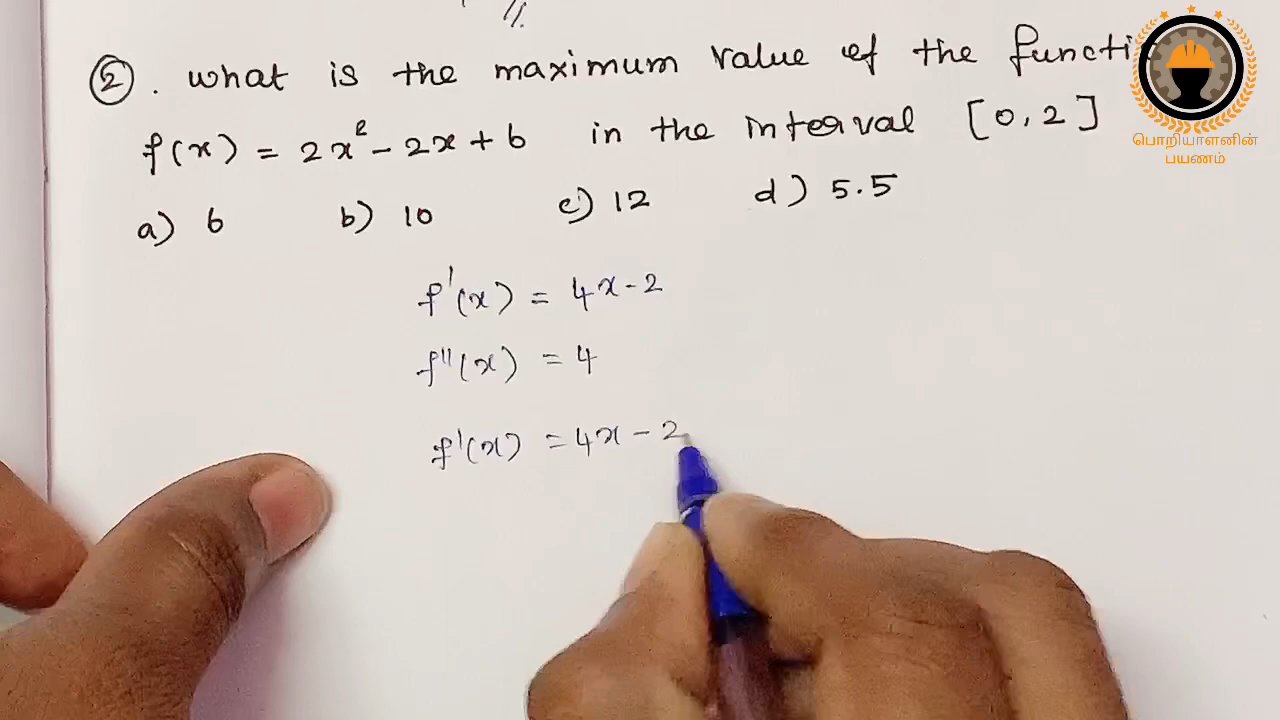 ② . what is the maximum value of the functi
f(x) = 2x² - 2x + 6 in the interval [0, 2]
a) 6 b) 10 c) 12 d) 5.5
f'(x) = 4x - 2
f''(x) = 4
f'(x) = 4x - 2
பொறியாளனின்
பயணம்